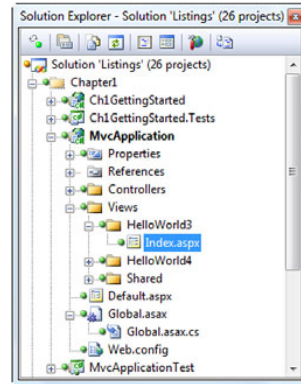 Solution Explorer - Solution 'Listings' (26 projects)
Solution 'Listings' (26 projects)
Chapter1
Ch1GettingStarted
Ch1GettingStarted.Tests
MvcApplication
Properties
References
Controllers
Views
HelloWorld3
Index.aspx
HelloWorld4
Shared
Default.aspx
Global.asax
Global.asax.cs
Web.config
MvcApplicationTest